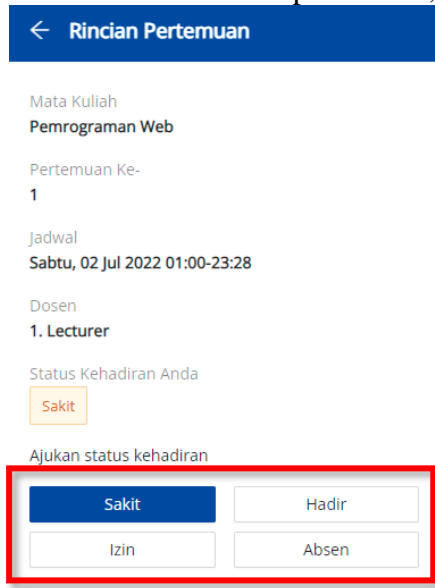 Rincian Pertemuan
Mata Kuliah
Pemrograman Web
Pertemuan Ke-
1
Jadwal
Sabtu, 02 Jul 2022 01:00-23:28
Dosen
1. Lecturer
Status Kehadiran Anda
Sakit
Ajukan status kehadiran
Sakit Hadir
Izin Absen